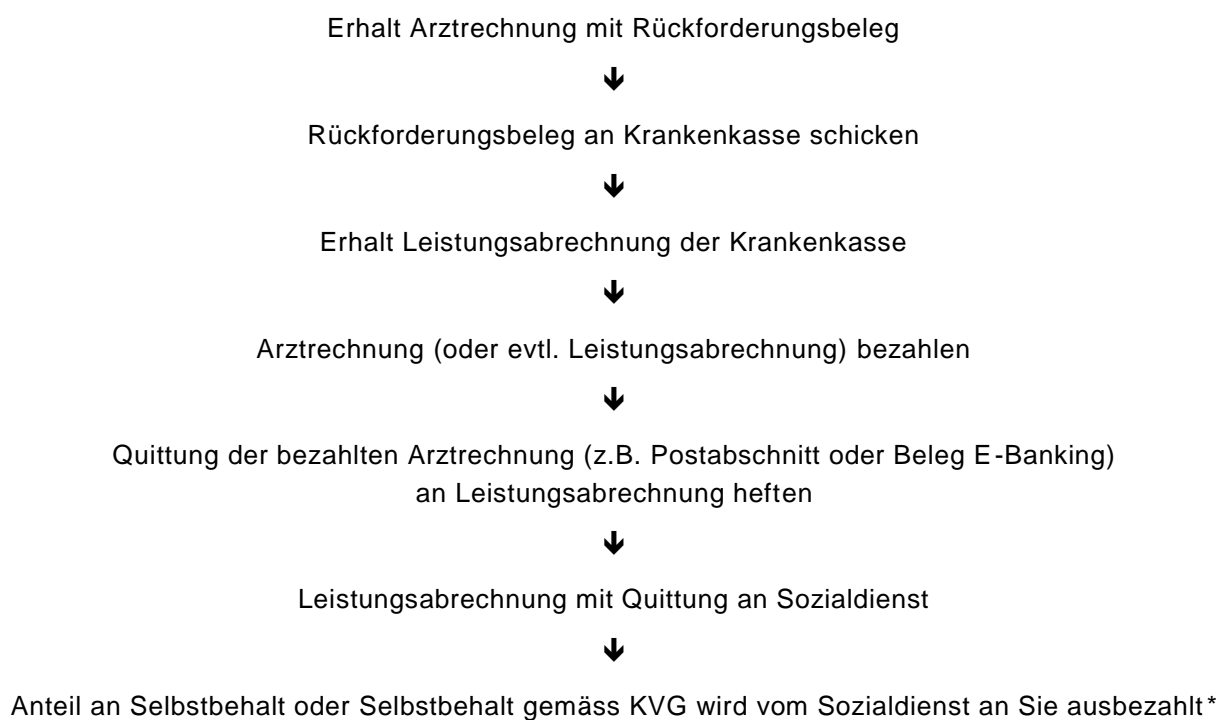 Erhalt Arztrechnung mit Rückforderungsbeleg
🡻
Rückforderungsbeleg an Krankenkasse schicken
🡻
Erhalt Leistungsabrechnung der Krankenkasse
🡻
Arztrechnung (oder evtl. Leistungsabrechnung) bezahlen
🡻
Quittung der bezahlten Arztrechnung (z.B. Postabschnitt oder Beleg E-Banking)
an Leistungsabrechnung heften
🡻
Leistungsabrechnung mit Quittung an Sozialdienst
🡻
Anteil an Selbstbehalt oder Selbstbehalt gemäss KVG wird vom Sozialdienst an Sie ausbezahlt*